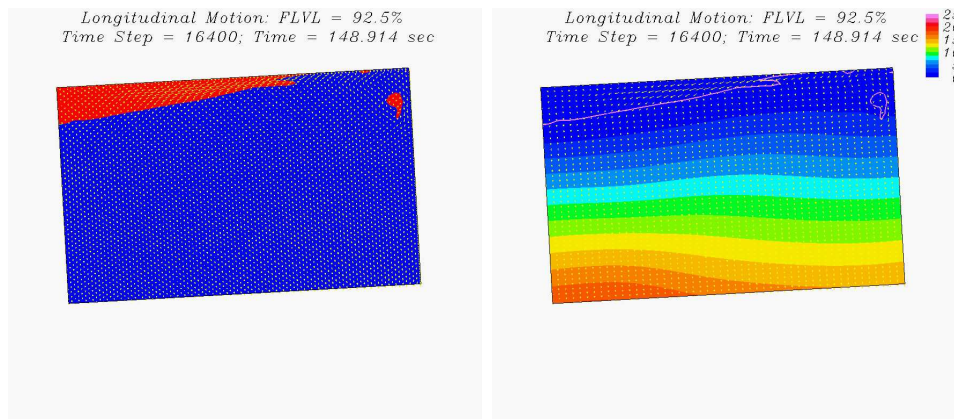 Longitudinal Motion: FLVL = 92.5%
Time Step = 16400; Time = 148.914 sec
Longitudinal Motion: FLVL = 92.5%
Time Step = 16400; Time = 148.914 sec